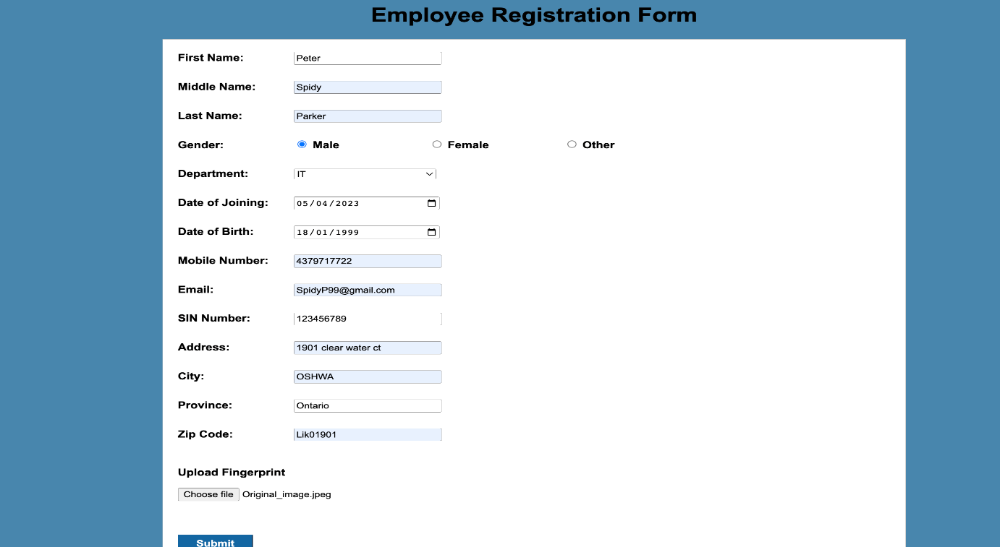 Employee Registration Form
First Name: Peter
Middle Name: Spidy
Last Name: Parker
Gender: Male Female Other
Department: IT
Date of Joining: 05/04/2023
Date of Birth: 18/01/1999
Mobile Number: 4379717722
Email: SpidyP99@gmail.com
SIN Number: 123456789
Address: 1901 clear water ct
City: OSHWA
Province: Ontario
Zip Code: Lik01901
Upload Fingerprint
Choose file Original_image.jpeg
Submit